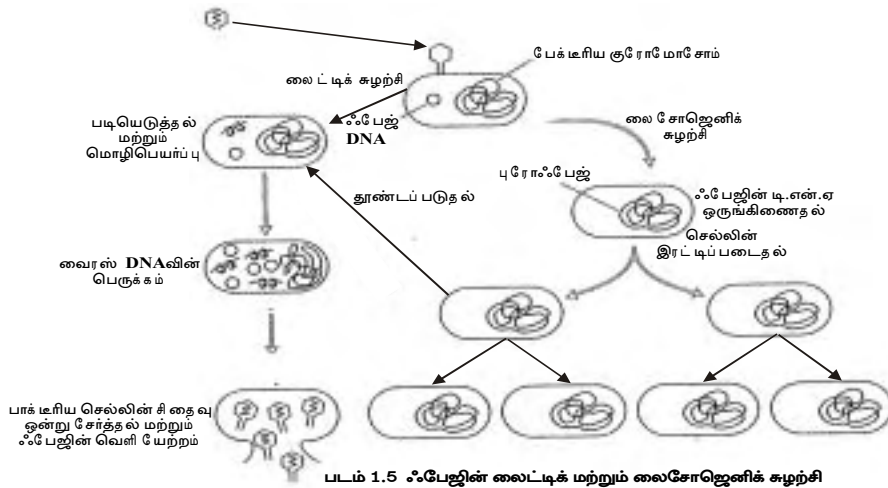 பேக்டீரிய குரோமோசோம்
லைட்டிக் சுழற்சி
ஃபேஜ்
DNA
லைசோஜெனிக்
சுழற்சி
படியெடுத்தல்
மற்றும்
மொழிபெயர்ப்பு
புரோஃபேஜ்
தூண்டப் படுதல்
ஃபேஜின் டி.என்.ஏ
ஒருங்கிணைதல்
செல்லின்
இரட்டிப்படைதல்
வைரஸ் DNAவின்
பெருக்கம்
பாக்டீரிய செல்லின் சிதைவு
ஒன்று சேர்த்தல் மற்றும்
ஃபேஜின் வெளி யேற்றம்
படம் 1.5 ஃபேஜின் லைட்டிக் மற்றும் லைசோஜெனிக் சுழற்சி